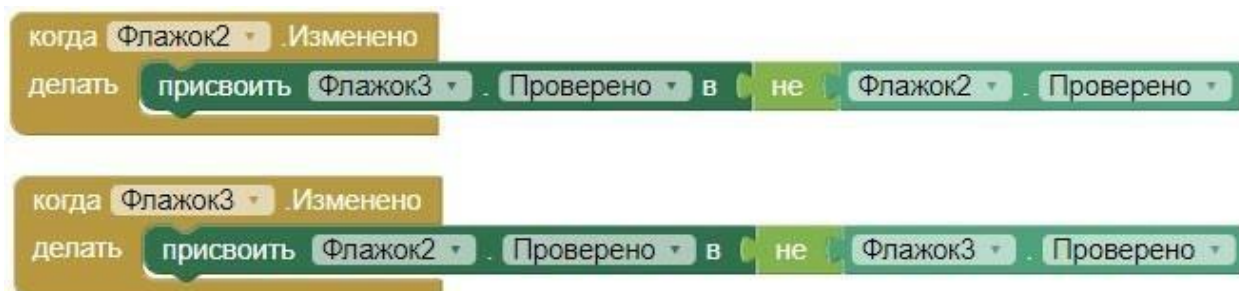 когда Флажок2 .Изменено
делать присвоить Флажок3 . Проверено в не Флажок2 . Проверено
когда Флажок3 .Изменено
делать присвоить Флажок2 . Проверено в не Флажок3 . Проверено